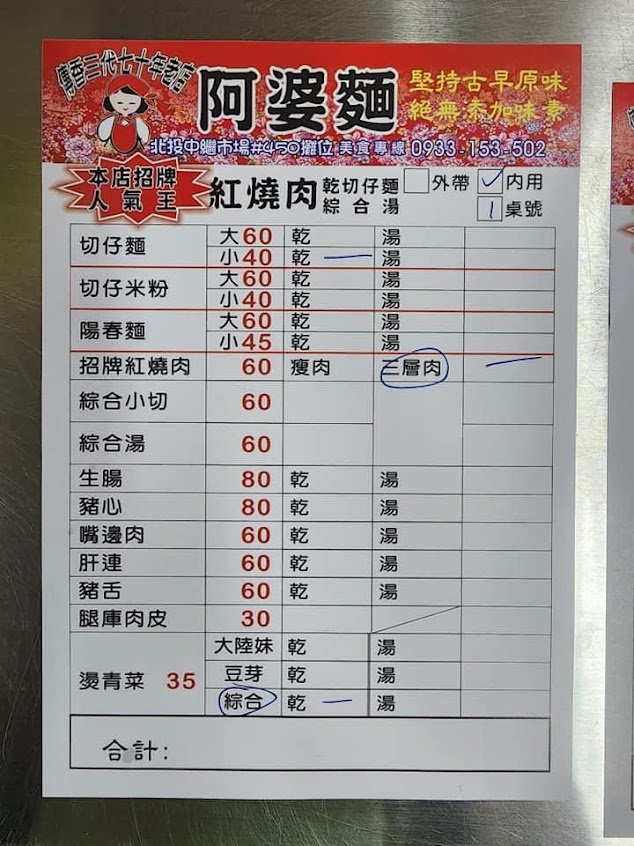 傳香三代七十年老店
阿婆麵
堅持古早原味
絕無添加味素
北投中繼市場#450攤位 美食專線 0933-153-502
本店招牌
人氣王
紅燒肉
乾切仔麵
綜合湯
外帶
✓ 內用
1 桌號
切仔麵 大60 乾 湯
小40 乾 一 湯
切仔米粉 大60 乾 湯
小40 乾 湯
陽春麵 大60 乾 湯
小45 乾 湯
招牌紅燒肉 60 瘦肉 三層肉 一
綜合小切 60
綜合湯 60
生腸 80 乾 湯
豬心 80 乾 湯
嘴邊肉 60 乾 湯
肝連 60 乾 湯
豬舌 60 乾 湯
腿庫肉皮 30
燙青菜 35 大陸妹 乾 湯
豆芽 乾 湯
綜合 乾 一 湯
合計: